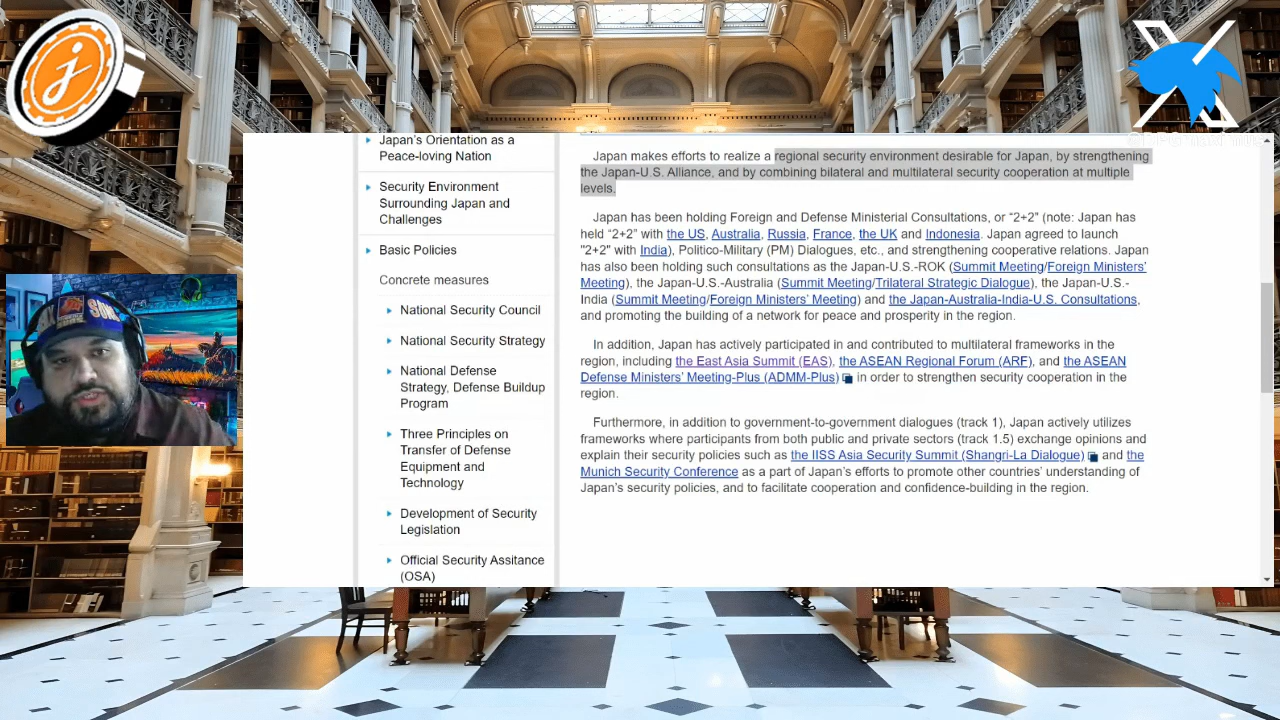 Japan's Orientation as a
Peace-loving Nation
Security Environment
Surrounding Japan and
Challenges
Basic Policies
Concrete measures
National Security Council
National Security Strategy
National Defense
Strategy, Defense Buildup
Program
Three Principles on
Transfer of Defense
Equipment and
Technology
Development of Security
Legislation
Official Security Assitance
(OSA)
Japan makes efforts to realize a regional security environment desirable for Japan, by strengthening
the Japan-U.S. Alliance, and by combining bilateral and multilateral security cooperation at multiple
levels.
Japan has been holding Foreign and Defense Ministerial Consultations, or “2+2” (note: Japan has
held “2+2” with the US, Australia, Russia, France, the UK and Indonesia. Japan agreed to launch
"2+2" with India), Politico-Military (PM) Dialogues, etc., and strengthening cooperative relations. Japan
has also been holding such consultations as the Japan-U.S.-ROK (Summit Meeting/Foreign Ministers’
Meeting), the Japan-U.S.-Australia (Summit Meeting/Trilateral Strategic Dialogue), the Japan-U.S.-
India (Summit Meeting/Foreign Ministers’ Meeting) and the Japan-Australia-India-U.S. Consultations,
and promoting the building of a network for peace and prosperity in the region.
In addition, Japan has actively participated in and contributed to multilateral frameworks in the
region, including the East Asia Summit (EAS), the ASEAN Regional Forum (ARF), and the ASEAN
Defense Ministers’ Meeting-Plus (ADMM-Plus) in order to strengthen security cooperation in the
region.
Furthermore, in addition to government-to-government dialogues (track 1), Japan actively utilizes
frameworks where participants from both public and private sectors (track 1.5) exchange opinions and
explain their security policies such as the IISS Asia Security Summit (Shangri-La Dialogue) and the
Munich Security Conference as a part of Japan’s efforts to promote other countries’ understanding of
Japan’s security policies, and to facilitate cooperation and confidence-building in the region.
j
X